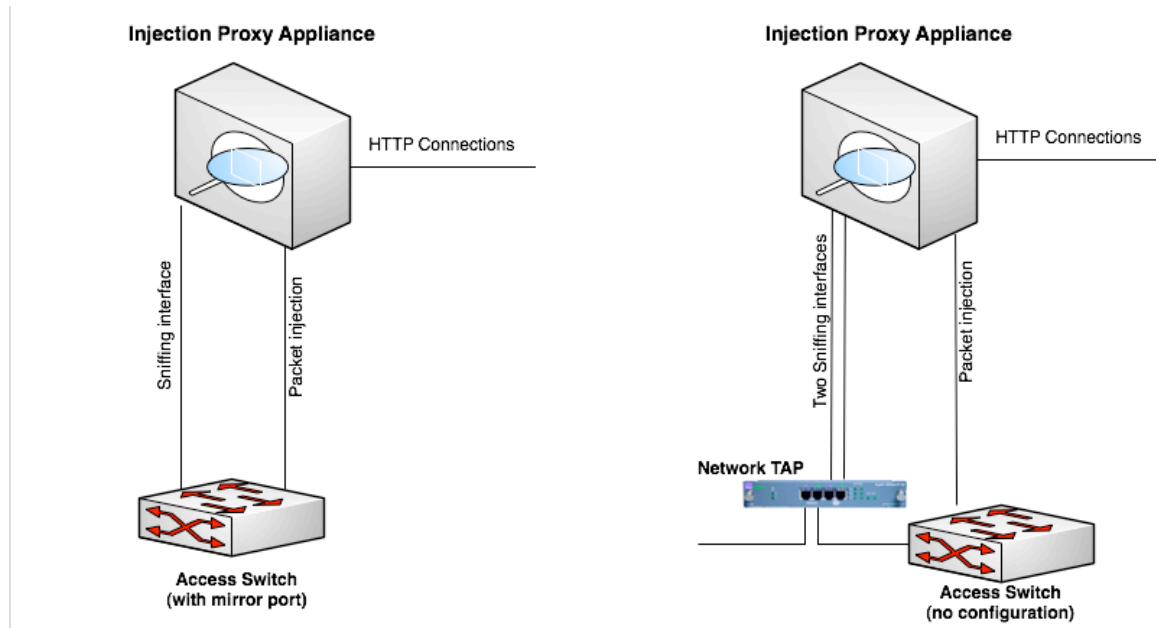 Injection Proxy Appliance
HTTP Connections
Sniffing interface
Packet injection
Access Switch
(with mirror port)
Injection Proxy Appliance
HTTP Connections
Two Sniffing interfaces
Packet injection
Network TAP
Access Switch
(no configuration)